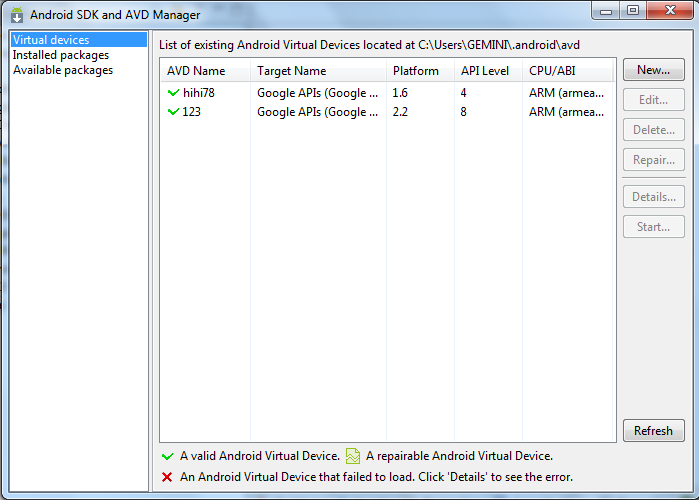 Android SDK and AVD Manager
Virtual devices
Installed packages
Available packages
List of existing Android Virtual Devices located at C:\Users\GEMINI\.android\avd
AVD Name Target Name Platform API Level CPU/ABI
hihi78 Google APIs (Google ... 1.6 4 ARM (armea...
123 Google APIs (Google ... 2.2 8 ARM (armea...
New...
Edit...
Delete...
Repair...
Details...
Start...
Refresh
A valid Android Virtual Device. A repairable Android Virtual Device.
An Android Virtual Device that failed to load. Click 'Details' to see the error.